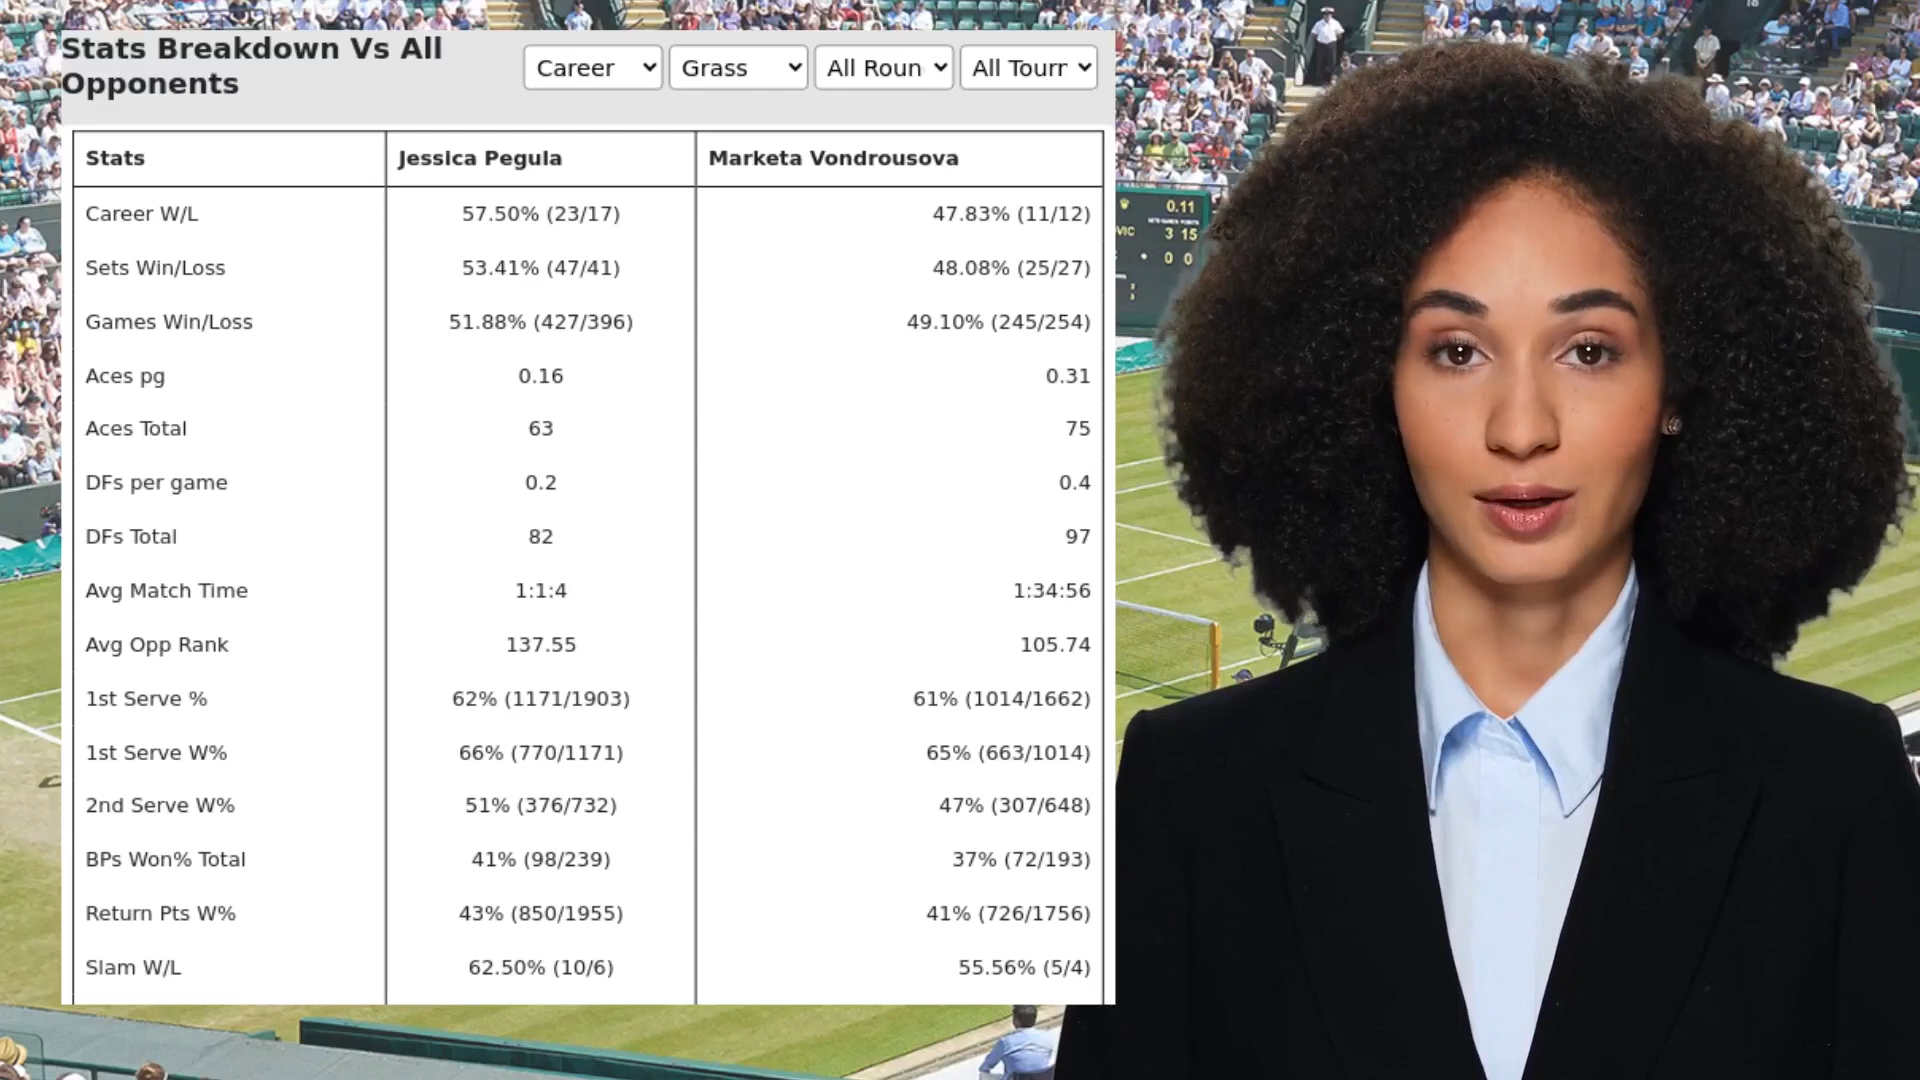 Stats Breakdown Vs All
Opponents
Career Grass All Roun All Tourr
Stats Jessica Pegula Marketa Vondrousova
Career W/L 57.50% (23/17) 47.83% (11/12)
Sets Win/Loss 53.41% (47/41) 48.08% (25/27)
Games Win/Loss 51.88% (427/396) 49.10% (245/254)
Aces pg 0.16 0.31
Aces Total 63 75
DFs per game 0.2 0.4
DFs Total 82 97
Avg Match Time 1:1:4 1:34:56
Avg Opp Rank 137.55 105.74
1st Serve % 62% (1171/1903) 61% (1014/1662)
1st Serve W% 66% (770/1171) 65% (663/1014)
2nd Serve W% 51% (376/732) 47% (307/648)
BPs Won% Total 41% (98/239) 37% (72/193)
Return Pts W% 43% (850/1955) 41% (726/1756)
Slam W/L 62.50% (10/6) 55.56% (5/4)
18
0.11
VIC 3 15
0 0